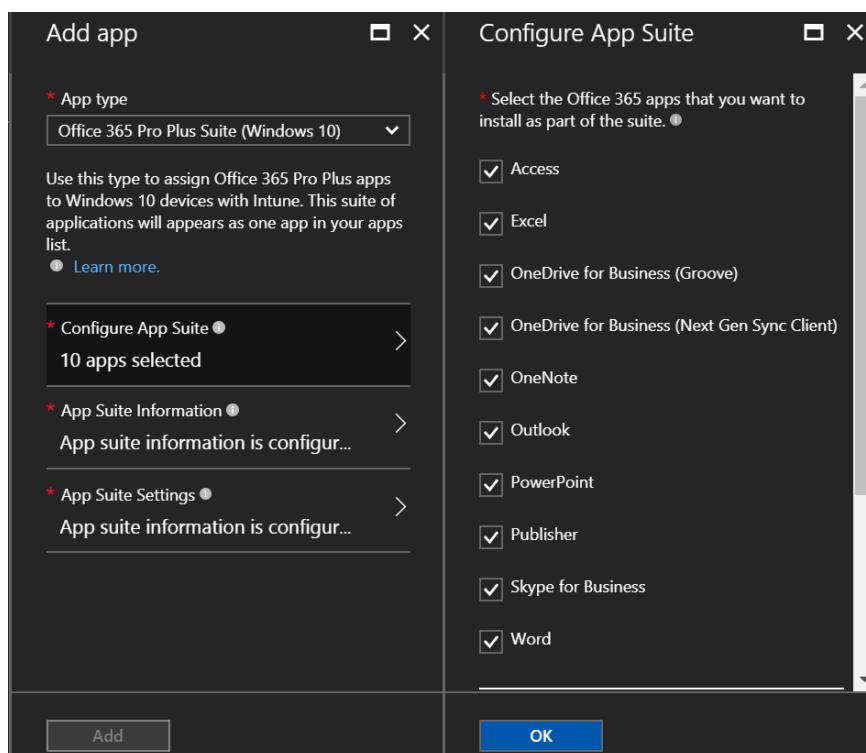 Add app
* App type
Office 365 Pro Plus Suite (Windows 10)
Use this type to assign Office 365 Pro Plus apps
to Windows 10 devices with Intune. This suite of
applications will appears as one app in your apps
list.
Learn more.
* Configure App Suite
10 apps selected
* App Suite Information
App suite information is configur...
* App Suite Settings
App suite information is configur...
Add
Configure App Suite
* Select the Office 365 apps that you want to
install as part of the suite.
Access
Excel
OneDrive for Business (Groove)
OneDrive for Business (Next Gen Sync Client)
OneNote
Outlook
PowerPoint
Publisher
Skype for Business
Word
OK